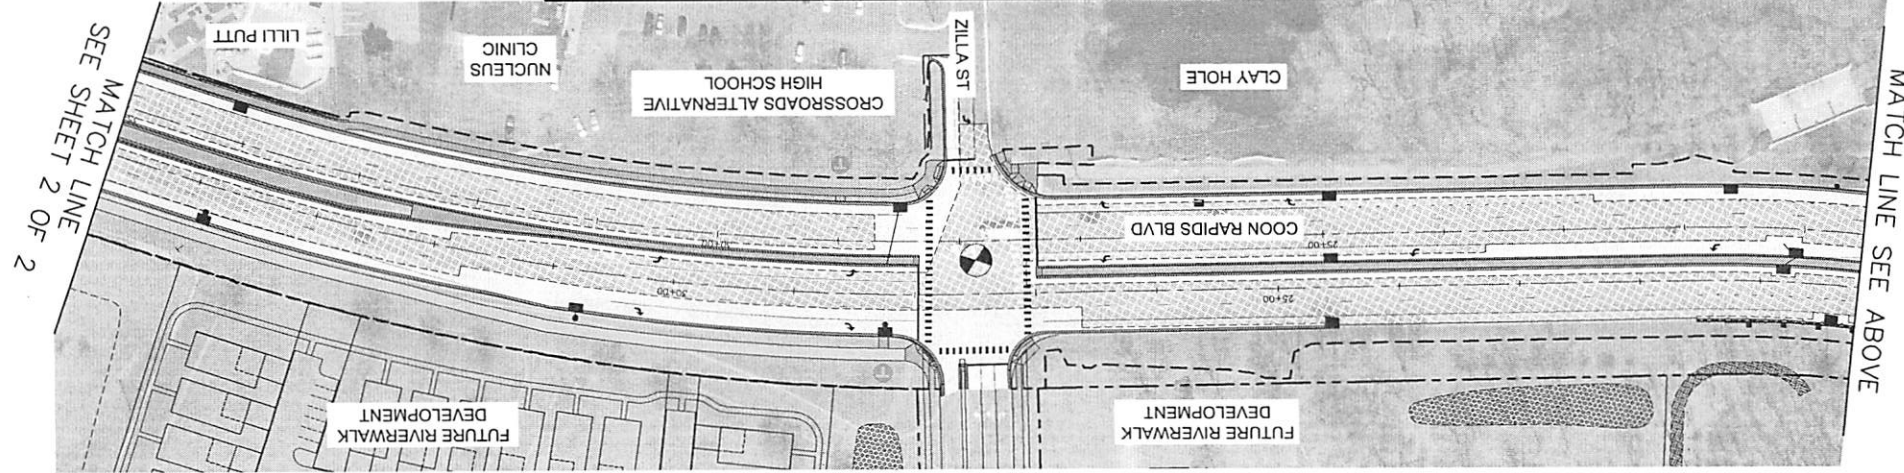 LILLI PUTT
NUCLEUS
CLINIC
CROSSROADS ALTERNATIVE
HIGH SCHOOL
ZILLA ST
CLAY HOLE
MATCH LINE
SEE SHEET 2 OF 2
MATCH LINE SEE ABOVE
COON RAPIDS BLVD
30+00
25+00
30+00
25+00
FUTURE RIVERWALK
DEVELOPMENT
FUTURE RIVERWALK
DEVELOPMENT